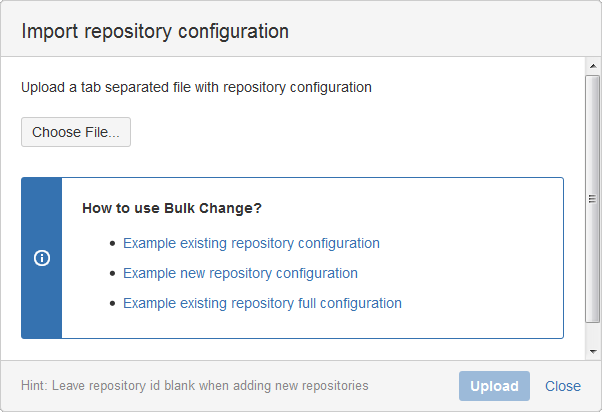 Import repository configuration
Upload a tab separated file with repository configuration
Choose File...
How to use Bulk Change?
Example existing repository configuration
Example new repository configuration
Example existing repository full configuration
Hint: Leave repository id blank when adding new repositories
Upload
Close